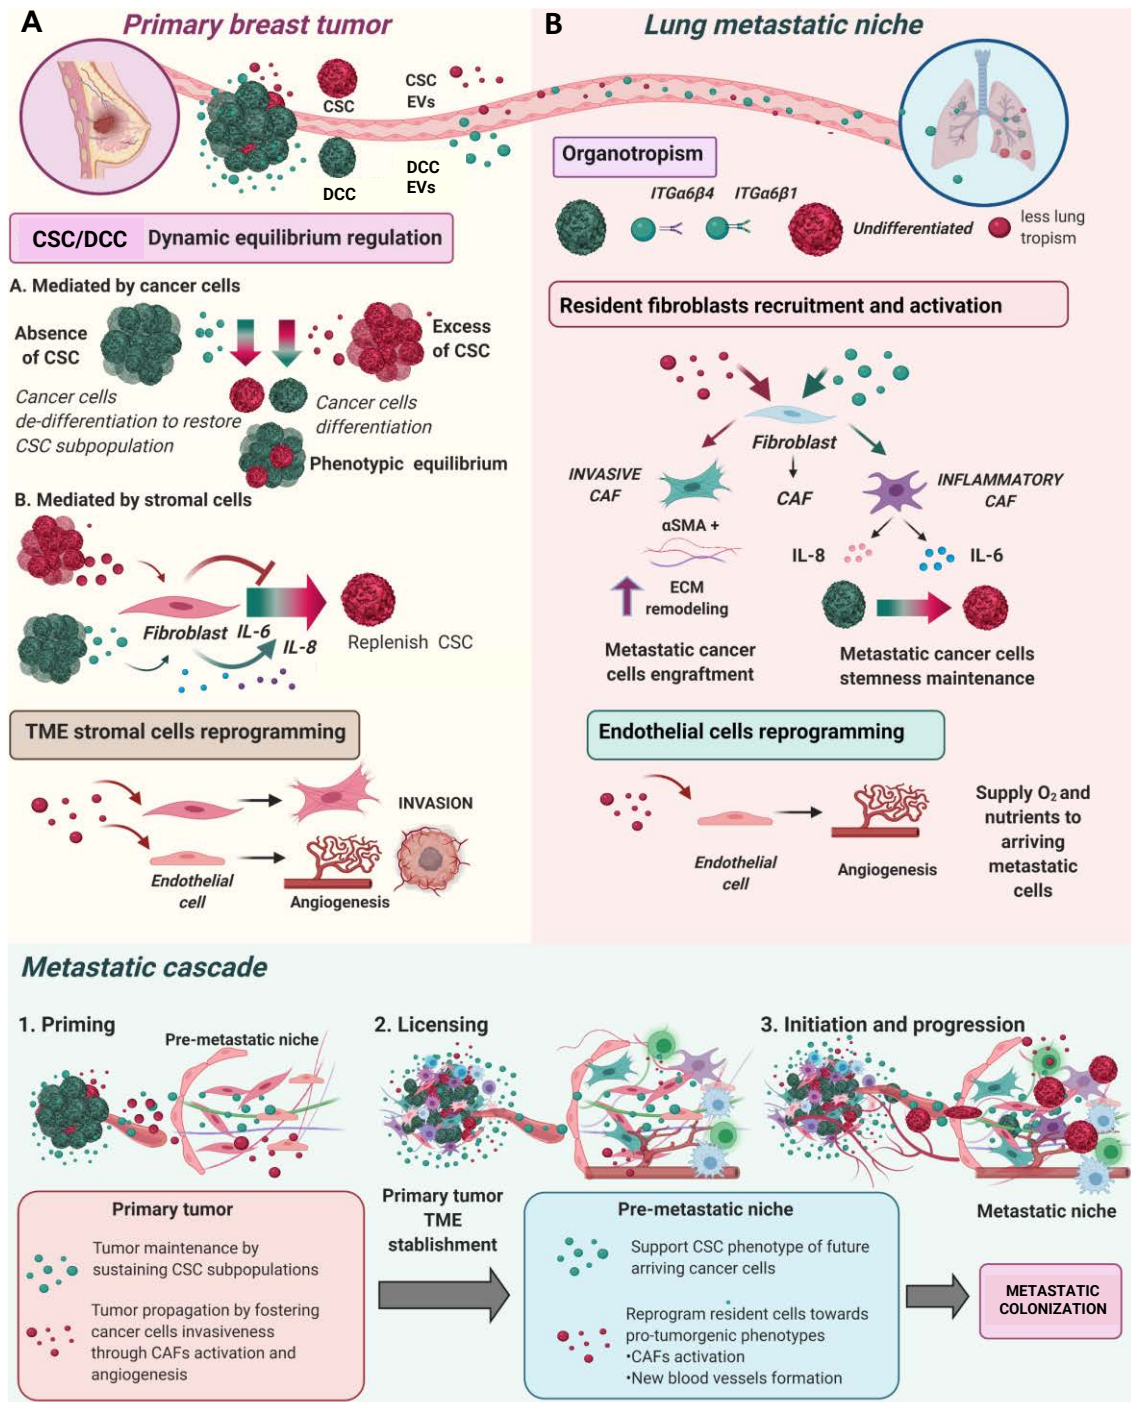 A
Primary breast tumor
CSC
CSC
EVs
DCC
DCC
EVs
CSC/DCC Dynamic equilibrium regulation
A. Mediated by cancer cells
Absence
of CSC
Excess
of CSC
Cancer cells
de-differentiation to restore
CSC subpopulation
Cancer cells
differentiation
Phenotypic equilibrium
B. Mediated by stromal cells
Fibroblast
IL-6
IL-8
Replenish CSC
TME stromal cells reprogramming
INVASION
Endothelial
cell
Angiogenesis
B
Lung metastatic niche
Organotropism
ITGα6β4
ITGα6β1
Undifferentiated
less lung
tropism
Resident fibroblasts recruitment and activation
Fibroblast
INVASIVE
CAF
CAF
INFLAMMATORY
CAF
αSMA +
ECM
remodeling
IL-8
IL-6
Metastatic cancer
cells engraftment
Metastatic cancer cells
stemness maintenance
Endothelial cells reprogramming
Endothelial
cell
Angiogenesis
Supply O₂ and
nutrients to
arriving
metastatic
cells
Metastatic cascade
1. Priming
Pre-metastatic niche
2. Licensing
3. Initiation and progression
Primary tumor
Tumor maintenance by
sustaining CSC subpopulations
Tumor propagation by fostering
cancer cells invasiveness
through CAFs activation and
angiogenesis
Primary tumor
TME
stablishment
Pre-metastatic niche
Support CSC phenotype of future
arriving cancer cells
Reprogram resident cells towards
pro-tumorgenic phenotypes
•CAFs activation
•New blood vessels formation
Metastatic niche
METASTATIC
COLONIZATION